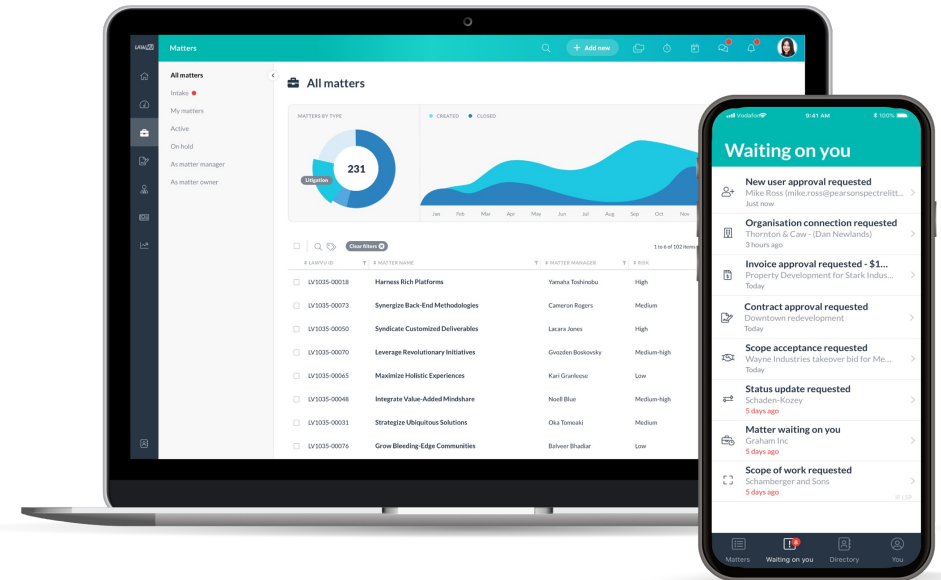 LAWVU
Matters
+ Add new
All matters
Intake
My matters
Active
On hold
As matter manager
As matter owner
All matters
MATTERS BY TYPE
CREATED CLOSED
231
Litigation
Jan Feb Mar Apr May Jun Jul Aug Sep Oct Nov
Clear filters
1 to 6 of 102 items
LAWVU ID MATTER NAME MATTER MANAGER RISK
LV1035-00018 Harness Rich Platforms Yamaha Toshinobu High
LV1035-00073 Synergize Back-End Methodologies Cameron Rogers Medium
LV1035-00050 Syndicate Customized Deliverables Lacara Jones High
LV1035-00070 Leverage Revolutionary Initiatives Gvozden Boskovsky Medium-high
LV1035-00065 Maximize Holistic Experiences Kari Granleese Low
LV1035-00048 Integrate Value-Added Mindshare Noell Blue Medium-high
LV1035-00031 Strategize Ubiquitous Solutions Oka Tomoaki Medium
LV1035-00076 Grow Bleeding-Edge Communities Balveer Bhadiar Low
Vodafon 9:41 AM 100%
Waiting on you
New user approval requested
Mike Ross (mike.ross@pearsonspectrelitt...
Just now
Organisation connection requested
Thornton & Caw - (Dan Newlands)
3 hours ago
Invoice approval requested - $1...
Property Development for Stark Indus...
Today
Contract approval requested
Downtown redevelopment
Today
Scope acceptance requested
Wayne Industries takeover bid for Me...
Today
Status update requested
Schaden-Kozey
5 days ago
Matter waiting on you
Graham Inc
5 days ago
Scope of work requested
Schamberger and Sons
5 days ago
8
Matters Waiting on you Directory You